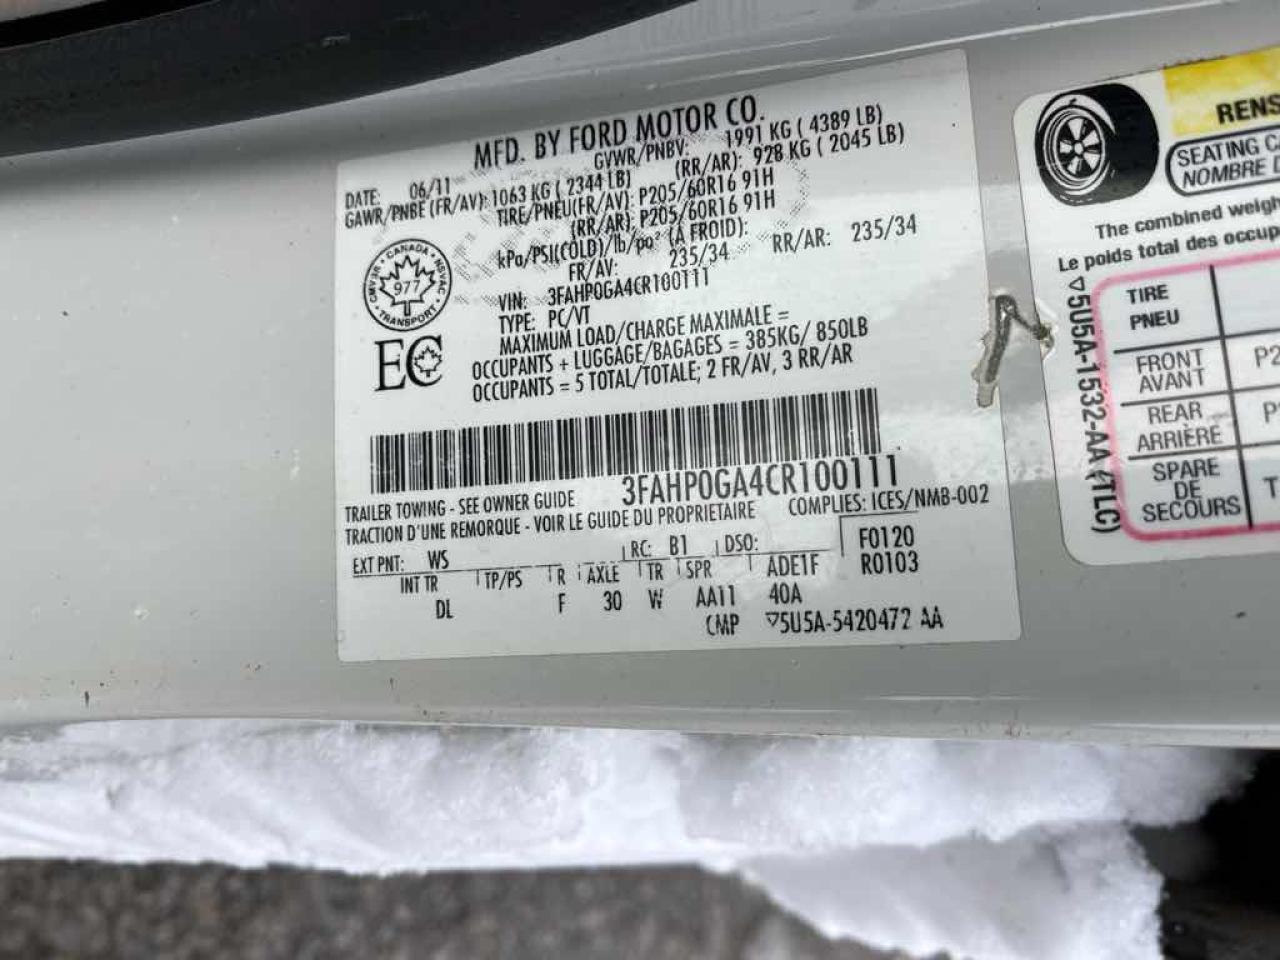 MFD. BY FORD MOTOR CO.
DATE: 06/11 GVWR/PNBV: 1991 KG ( 4389 LB)
GAWR/PNBE (FR/AV): 1063 KG ( 2344 LB) (RR/AR): 928 KG ( 2045 LB)
TIRE/PNEU(FR/AV): P205/60R16 91H
(RR/AR): P205/60R16 91H
kPa/PSI(COLD)/lb/po² (A FROID):
FR/AV: 235/34 RR/AR: 235/34
VIN: 3FAHP0GA4CR100111
TYPE: PC/VT
MAXIMUM LOAD/CHARGE MAXIMALE =
OCCUPANTS + LUGGAGE/BAGAGES = 385KG/ 850LB
OCCUPANTS = 5 TOTAL/TOTALE; 2 FR/AV, 3 RR/AR
CANADA
CMVSR · NSVAC
977
TRANSPORT
EC
3FAHP0GA4CR100111
TRAILER TOWING - SEE OWNER GUIDE
TRACTION D'UNE REMORQUE - VOIR LE GUIDE DU PROPRIETAIRE
COMPLIES: ICES/NMB-002
EXT PNT: WS RC: B1 DSO: F0120
INT TR TP/PS R AXLE TR SPR ADE1F R0103
DL F 30 W AA11 40A
CMP ▽5U5A-5420472 AA
RENS
SEATING
NOMBRE
The combined weigh
Le poids total des occup
TIRE
PNEU
FRONT
AVANT P2
REAR
ARRIÈRE P
SPARE
DE
SECOURS T
▽5U5A-1532-AA (TLC)